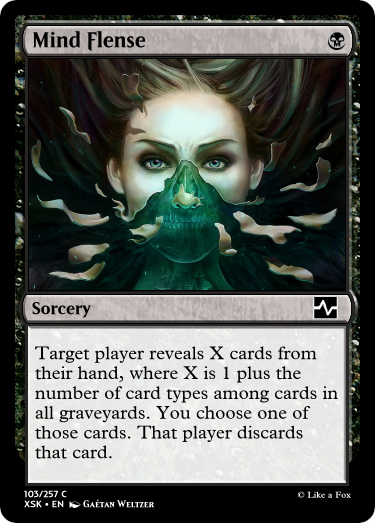 Mind Flense
Sorcery
Target player reveals X cards from
their hand, where X is 1 plus the
number of card types among cards in
all graveyards. You choose one of
those cards. That player discards
that card.
103/257 C
XSK • EN Gaëtan Weltzer
© Like a Fox